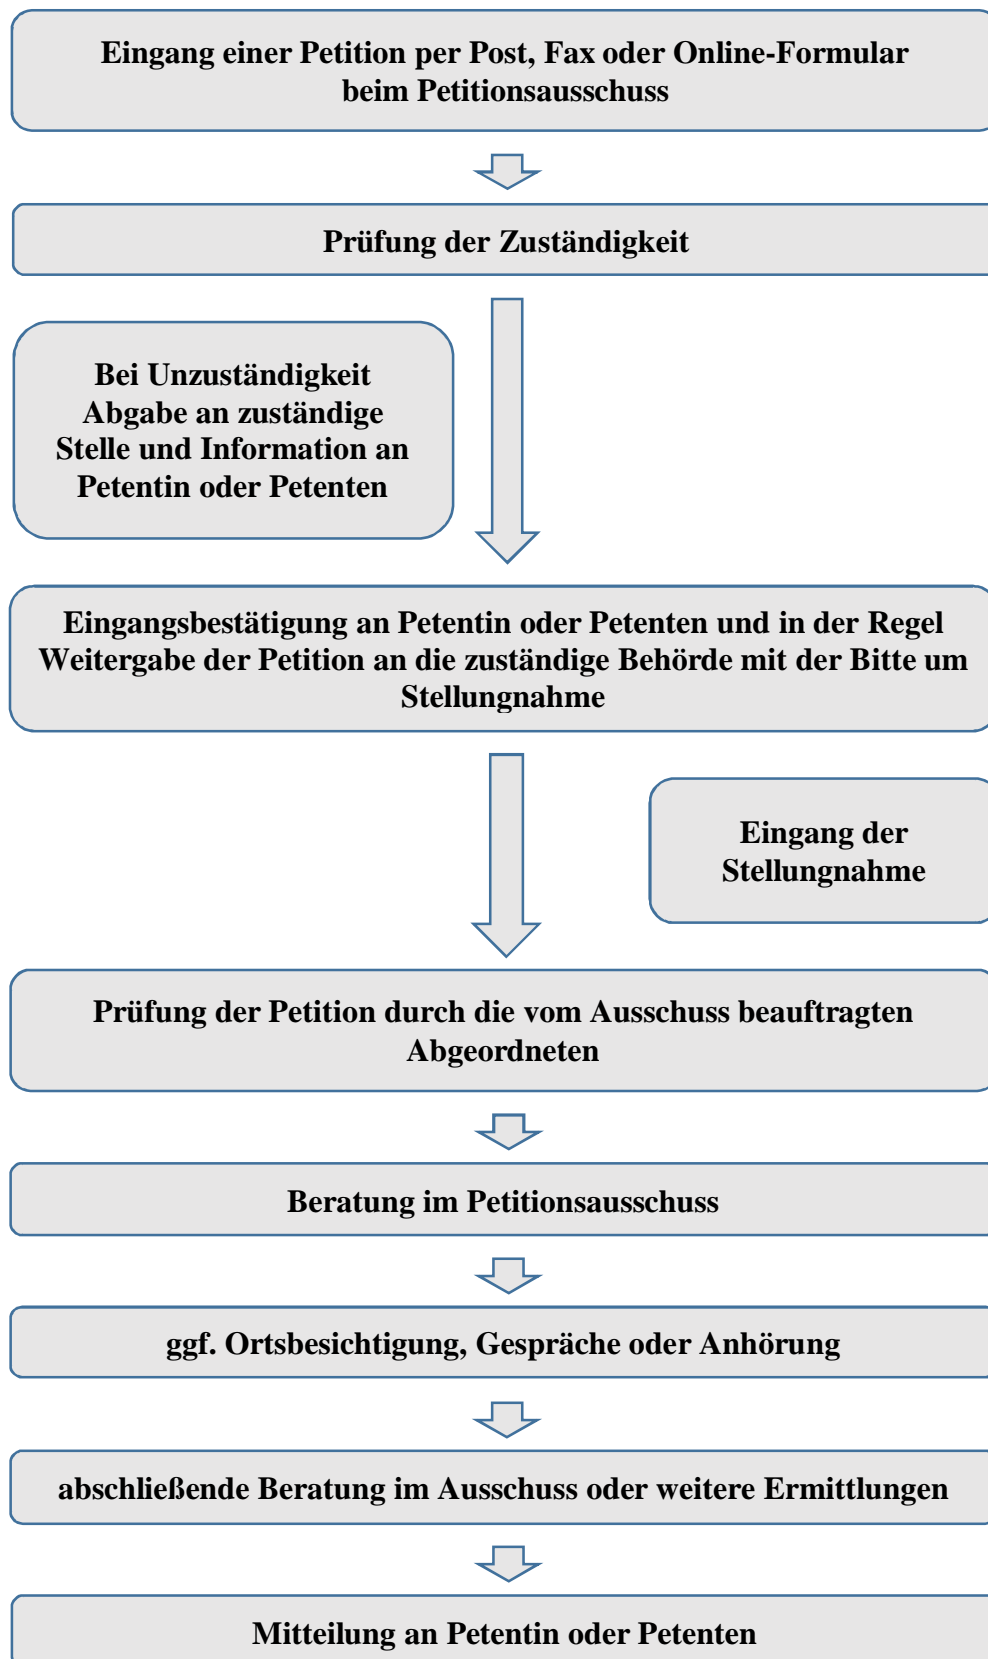 Eingang einer Petition per Post, Fax oder Online-Formular
beim Petitionsausschuss
Prüfung der Zuständigkeit
Bei Unzuständigkeit
Abgabe an zuständige
Stelle und Information an
Petentin oder Petenten
Eingangsbestätigung an Petentin oder Petenten und in der Regel
Weitergabe der Petition an die zuständige Behörde mit der Bitte um
Stellungnahme
Eingang der
Stellungnahme
Prüfung der Petition durch die vom Ausschuss beauftragten
Abgeordneten
Beratung im Petitionsausschuss
ggf. Ortsbesichtigung, Gespräche oder Anhörung
abschließende Beratung im Ausschuss oder weitere Ermittlungen
Mitteilung an Petentin oder Petenten